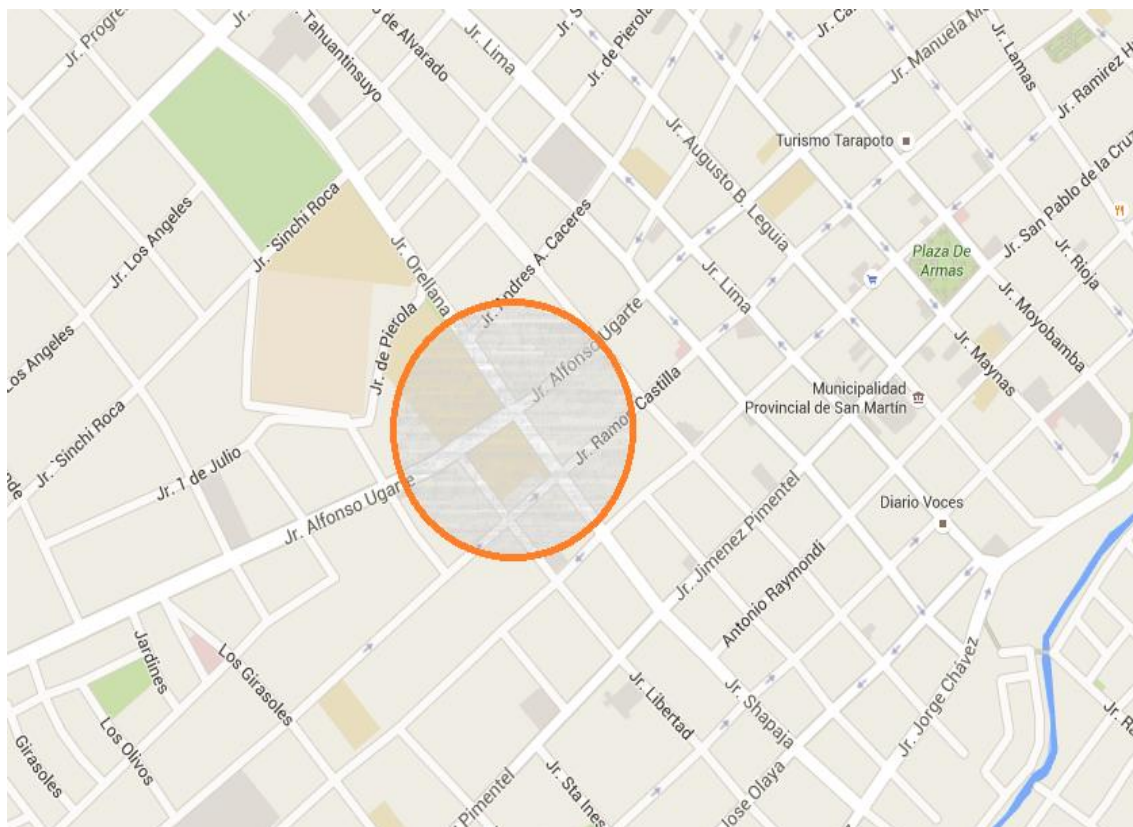 Jr. Progre
Jr. Tahuantinsuyo
de Alvarado
Jr. Lima
Jr. de Pierola
Jr. Ca
Jr. Manuela M
Jr. Lamas
Jr. Ramirez H
Turismo Tarapoto
Jr. San Pablo de la Cruz
Jr. Augusto B. Leguia
Jr. Los Angeles
Jr. Sinchi Roca
Jr. Orellana
Jr. Andres A. Caceres
Plaza De
Armas
Jr. Rioja
Jr. Lima
Jr. Moyobamba
Los Angeles
Jr. de Pierola
Jr. Alfonso Ugarte
Jr. Maynas
Municipalidad
Provincial de San Martín
Jr. Ramon Castilla
Jr. Sinchi Roca
Jr. 1 de Julio
Jr. Alfonso Ugarte
Diario Voces
Jr. Jimenez Pimentel
Antonio Raymondi
Jardines
Los Girasoles
Jr. Libertad
Jr. Shapaja
Jr. Jorge Chávez
Los Olivos
Girasoles
Jr. Sta Ines
Pimentel
Jose Olaya